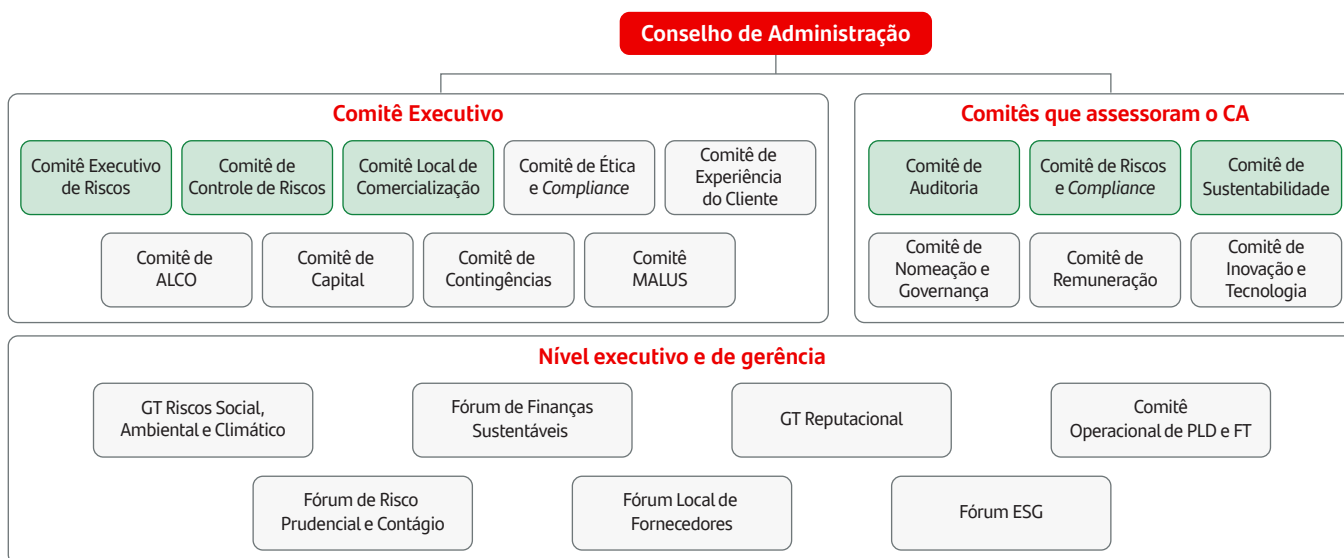 Conselho de Administração
Comitê Executivo
Comitê Executivo
de Riscos
Comitê de
Controle de Riscos
Comitê Local de
Comercialização
Comitê de Ética
e Compliance
Comitê de
Experiência
do Cliente
Comitê de
ALCO
Comitê de
Capital
Comitê de
Contingências
Comitê
MALUS
Comitês que assessoram o CA
Comitê de
Auditoria
Comitê de Riscos
e Compliance
Comitê de
Sustentabilidade
Comitê de
Nomeação e
Governança
Comitê de
Remuneração
Comitê de
Inovação e
Tecnologia
Nível executivo e de gerência
GT Riscos Social,
Ambiental e Climático
Fórum de Finanças
Sustentáveis
GT Reputacional
Comitê
Operacional de PLD e FT
Fórum de Risco
Prudencial e Contágio
Fórum Local de
Fornecedores
Fórum ESG